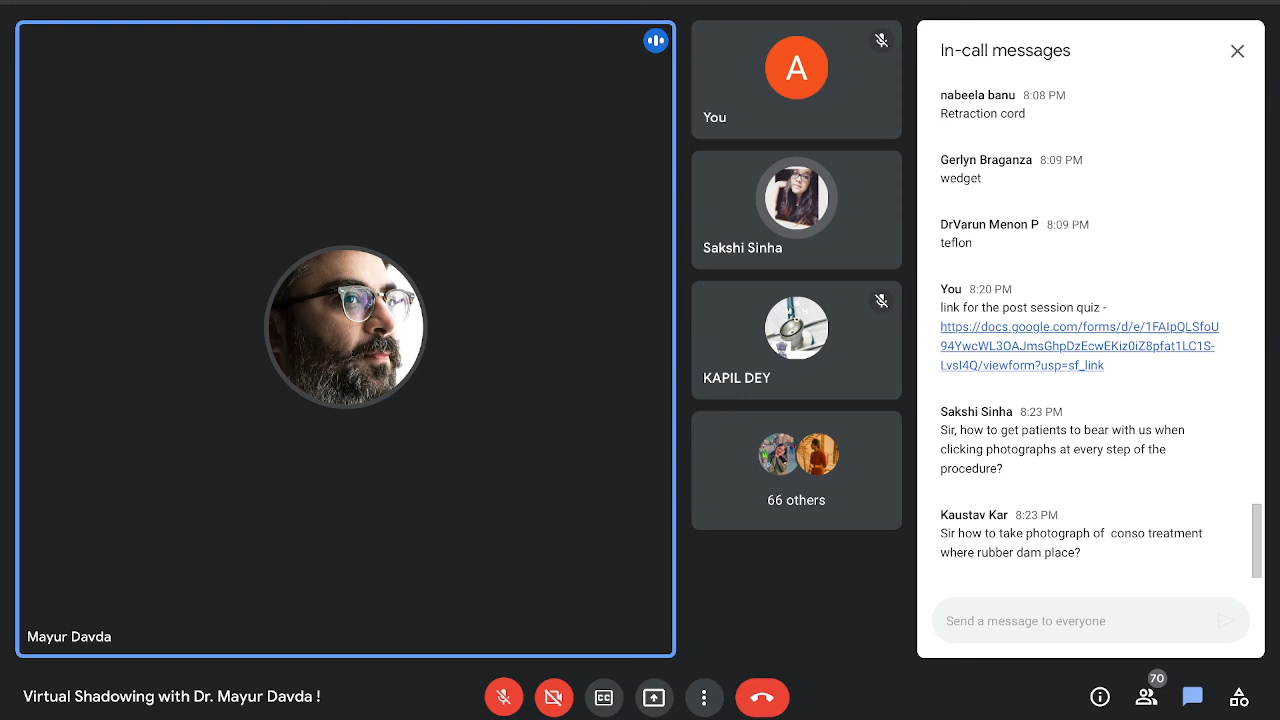 In-call messages
nabeela banu 8:08 PM
Retraction cord
Gerlyn Braganza 8:09 PM
wedget
DrVarun Menon P 8:09 PM
teflon
You 8:20 PM
link for the post session quiz -
https://docs.google.com/forms/d/e/1FAIpQLSfoU
94YwcWL3OAJmsGhpDzEcwEKiz0iZ8pfat1LC1S-
LvsI4Q/viewform?usp=sf_link
Sakshi Sinha 8:23 PM
Sir, how to get patients to bear with us when
clicking photographs at every step of the
procedure?
Kaustav Kar 8:23 PM
Sir how to take photograph of conso treatment
where rubber dam place?
Send a message to everyone
A
You
Sakshi Sinha
KAPIL DEY
66 others
Mayur Davda
Virtual Shadowing with Dr. Mayur Davda !
CC
70